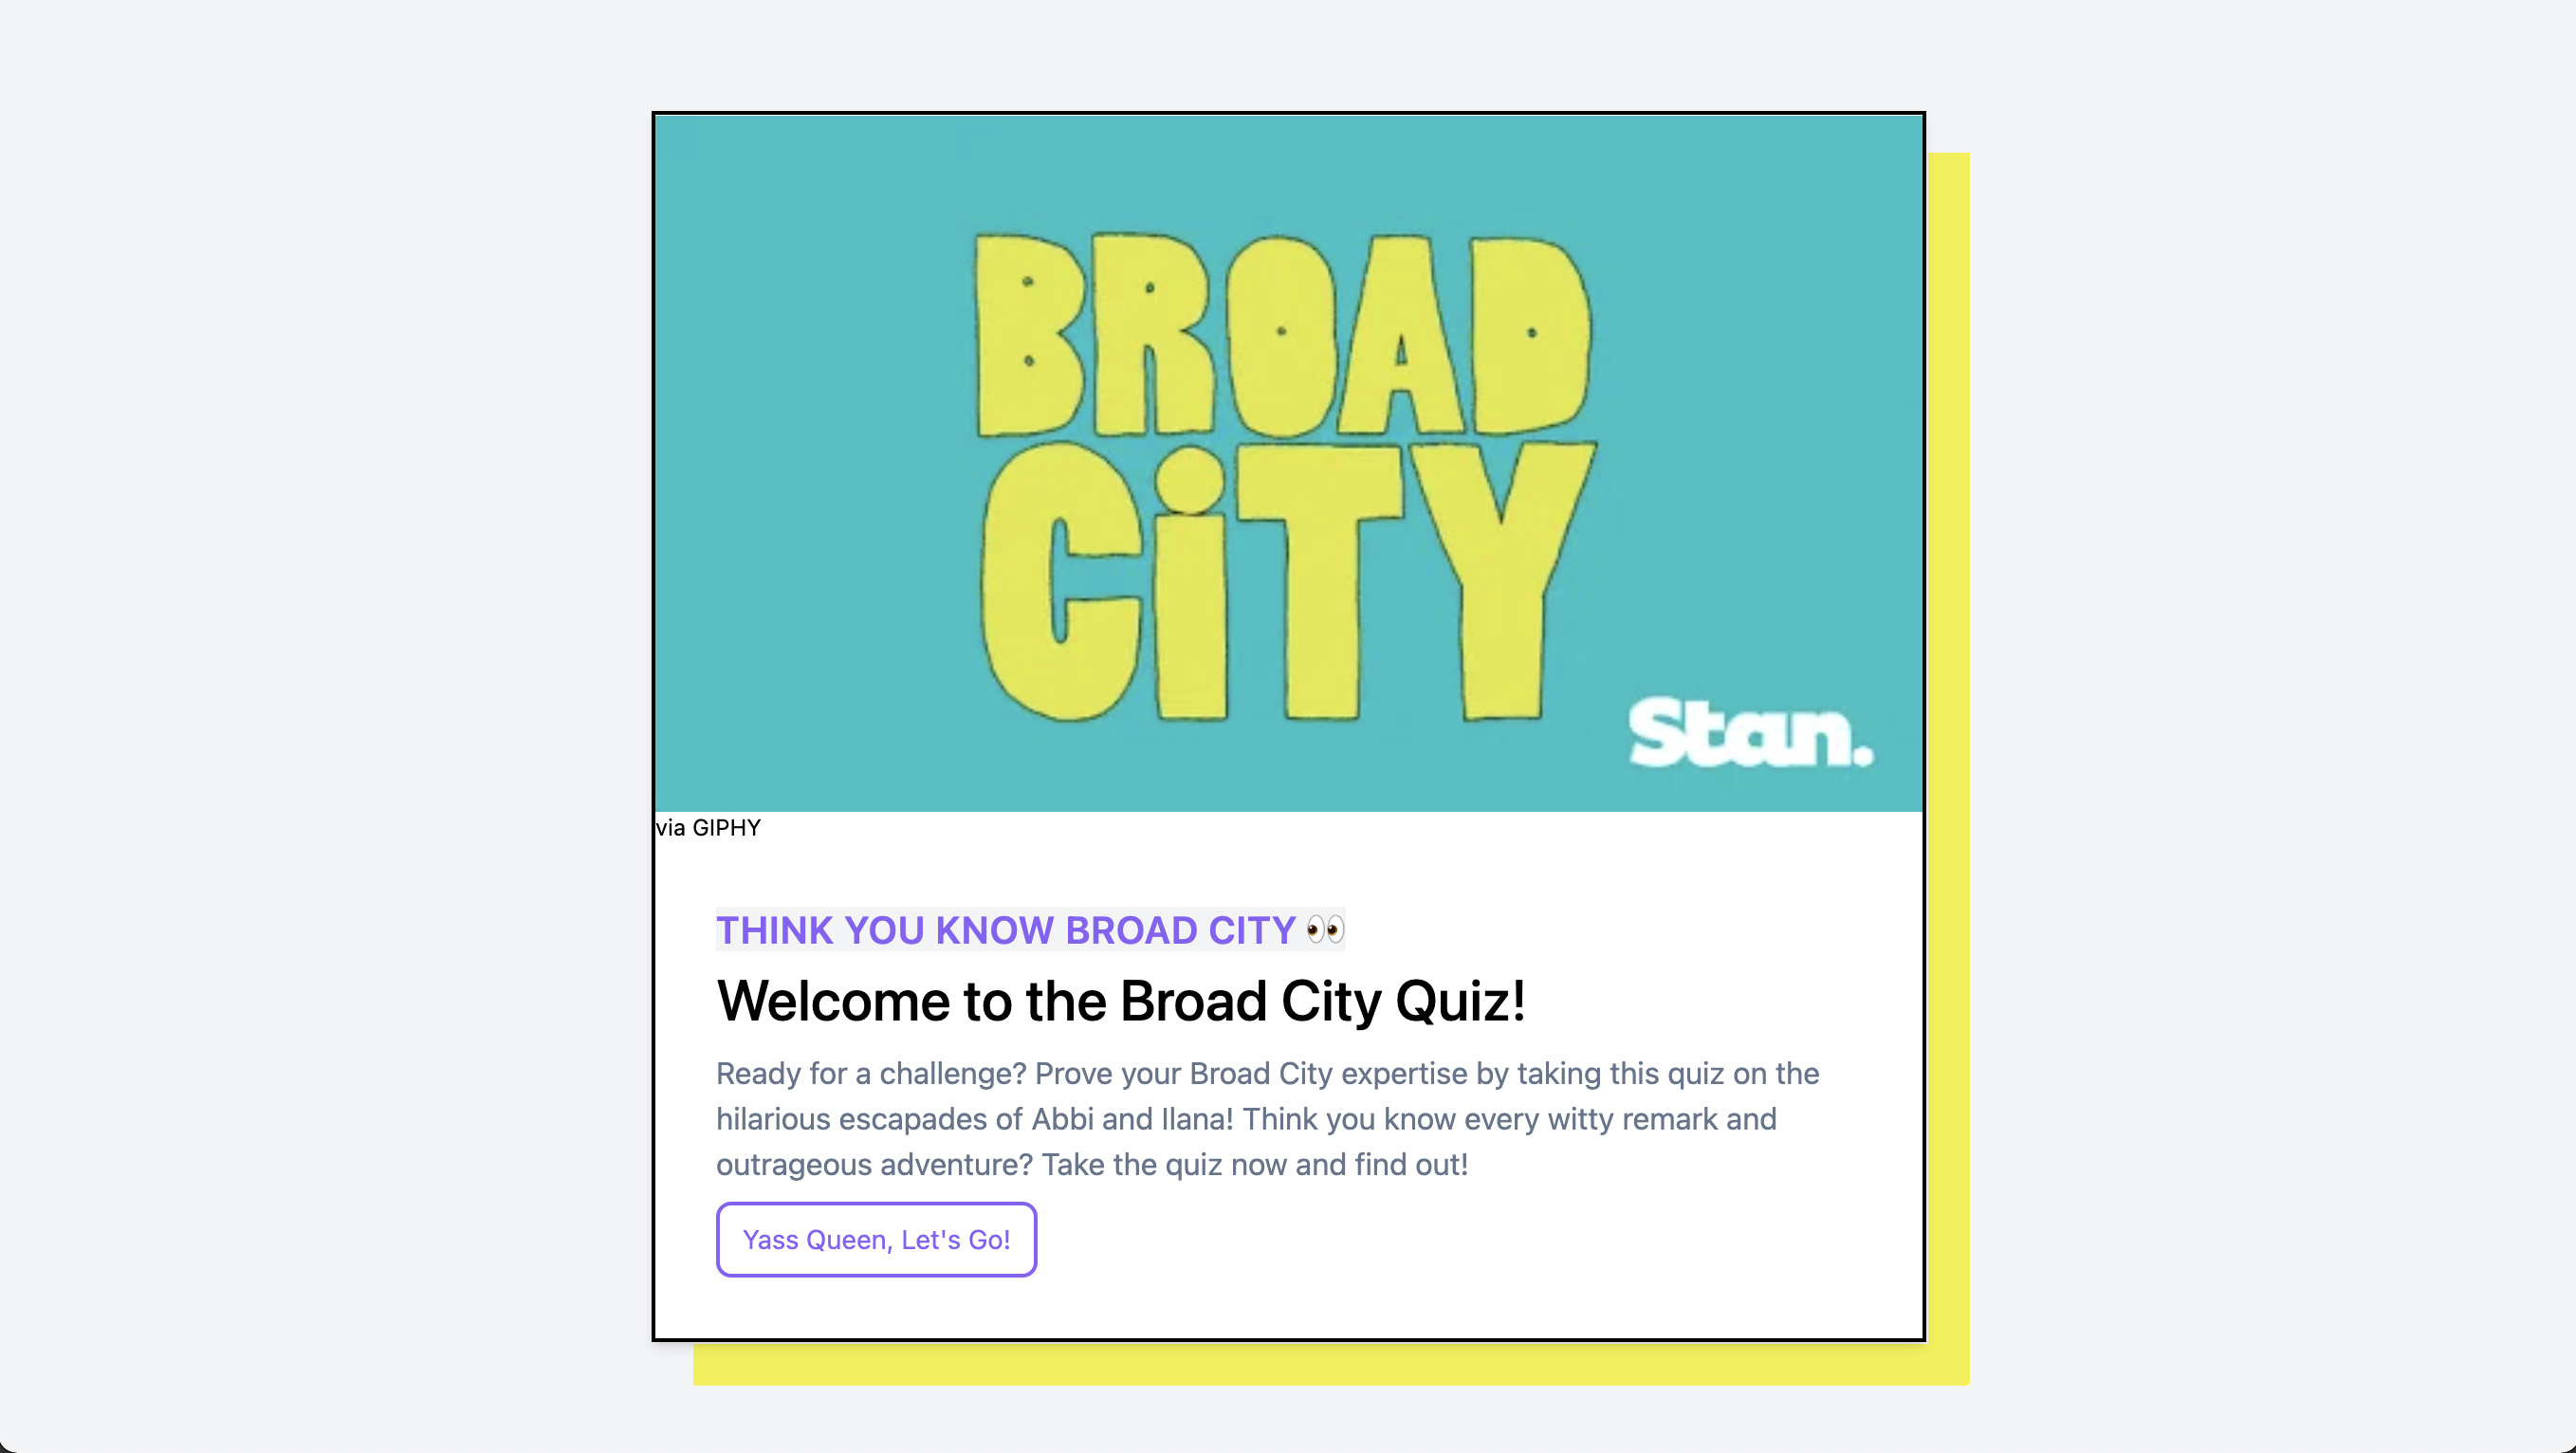 BROAD
CiTY
Stan.
via GIPHY
THINK YOU KNOW BROAD CITY 👀
Welcome to the Broad City Quiz!
Ready for a challenge? Prove your Broad City expertise by taking this quiz on the
hilarious escapades of Abbi and Ilana! Think you know every witty remark and
outrageous adventure? Take the quiz now and find out!
Yass Queen, Let's Go!